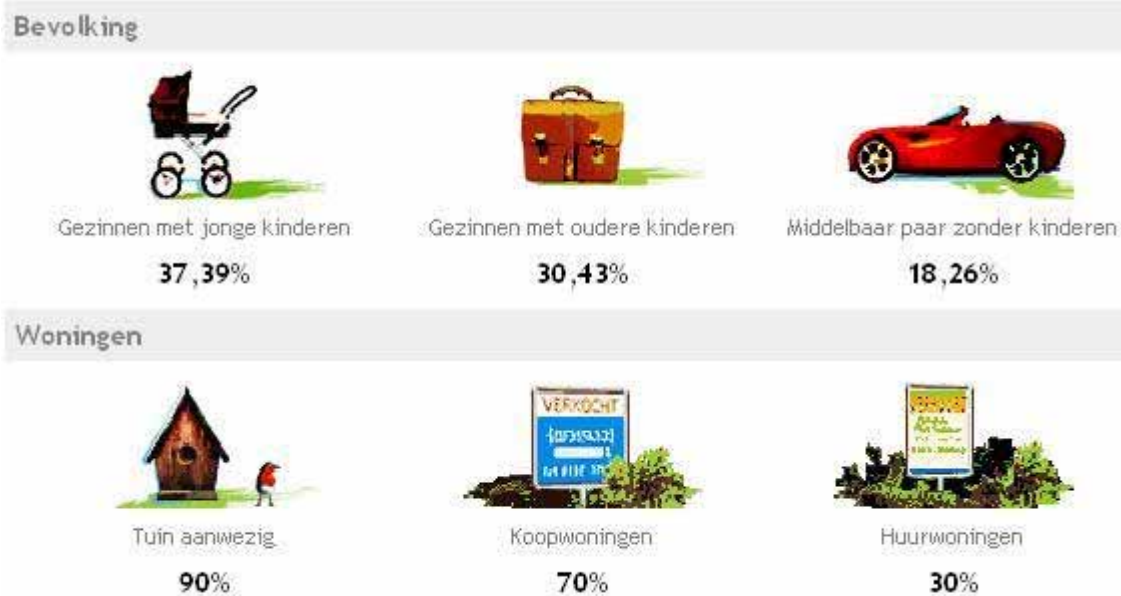 Bevolking
Gezinnen met jonge kinderen
Gezinnen met oudere kinderen
Middelbaar paar zonder kinderen
37,39%
30,43%
18,26%
Woningen
VERKOCHT
Tuin aanwezig
Koopwoningen
Huurwoningen
90%
70%
30%